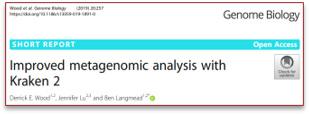 Wood et al. Genome Biology (2019) 20:257
https://doi.org/10.1186/s13059-019-1891-0
Genome Biology
SHORT REPORT
Open Access
Improved metagenomic analysis with
Kraken 2
Check for
updates
Derrick E. Wood1,2, Jennifer Lu2,3 and Ben Langmead1,2*